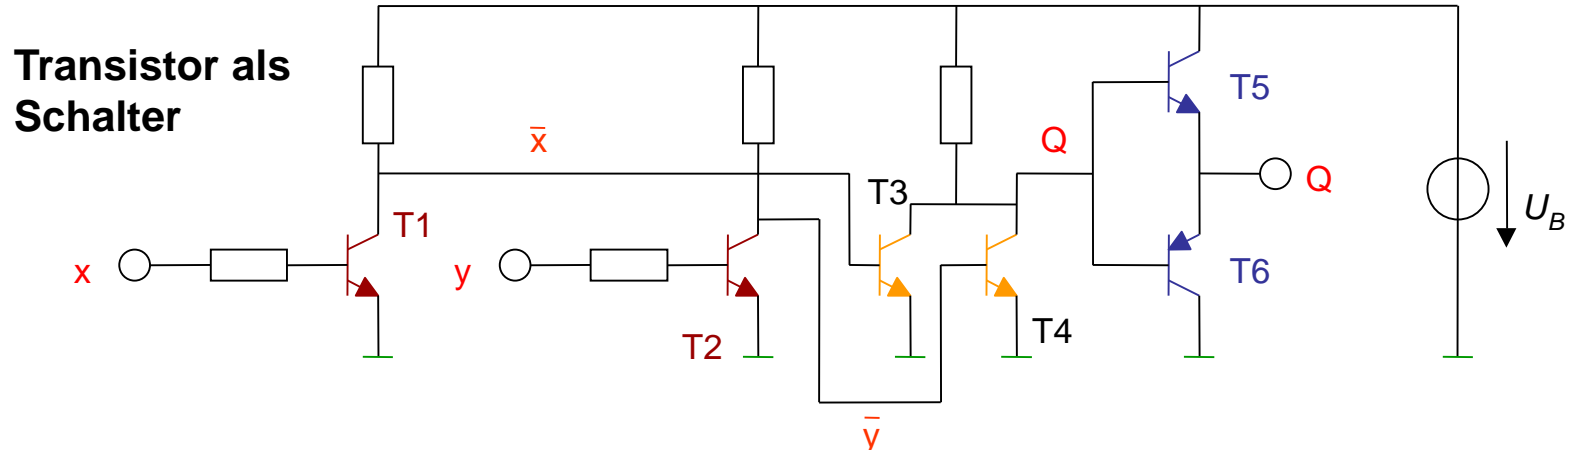 Transistor als
Schalter
x̄
Q
T5
T3
Q
T1
U_B
x
y
T6
T2
T4
ȳ